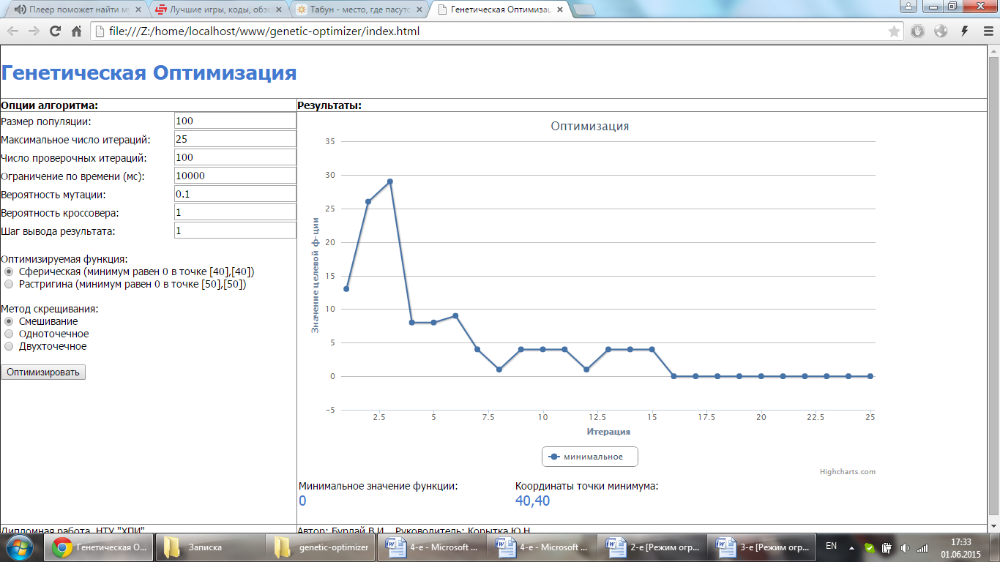 Плеер поможет найти му
Лучшие игры, коды, обзо
Табун - место, где пасутс
Генетическая Оптимизац
file:///Z:/home/localhost/www/genetic-optimizer/index.html
Генетическая Оптимизация
Опции алгоритма:
Размер популяции: 100
Максимальное число итераций: 25
Число проверочных итераций: 100
Ограничение по времени (мс): 10000
Вероятность мутации: 0.1
Вероятность кроссовера: 1
Шаг вывода результата: 1
Оптимизируемая функция:
Сферическая (минимум равен 0 в точке [40],[40])
Растригина (минимум равен 0 в точке [50],[50])
Метод скрещивания:
Смешивание
Одноточечное
Двухточечное
Оптимизировать
Результаты:
Оптимизация
Значение целевой ф-ции
35
30
25
20
15
10
5
0
-5
2.5 5 7.5 10 12.5 15 17.5 20 22.5 25
Итерация
минимальное
Highcharts.com
Минимальное значение функции:
0
Координаты точки минимума:
40,40
Дипломная работа, НТУ "ХПИ"
Автор: Бурлай В.И. Руководитель: Корытка Ю.Н.
Генетическая О...
Записка
genetic-optimizer
4-е - Microsoft ...
4-е - Microsoft ...
2-е [Режим огр...
3-е [Режим огр...
EN
17:33
01.06.2015